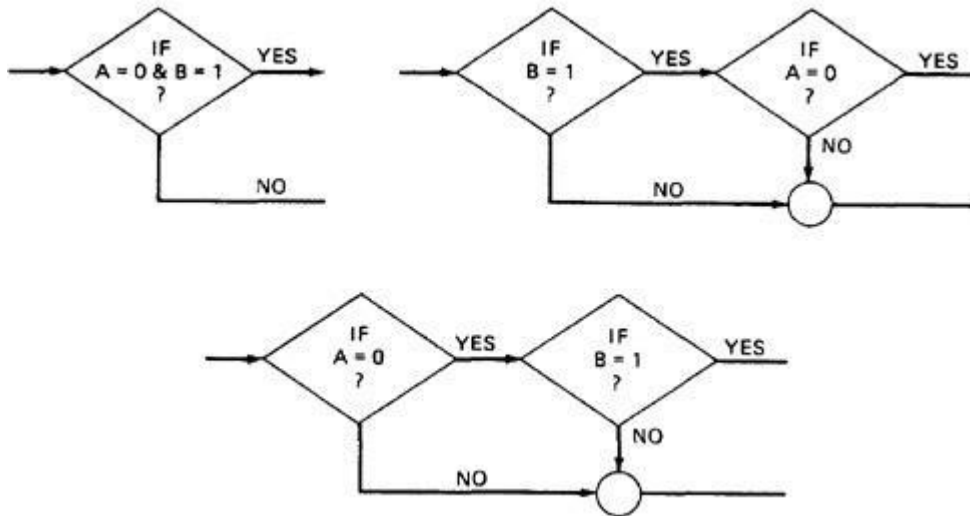 IF
A = 0 & B = 1
?
YES
NO
IF
B = 1
?
YES
NO
IF
A = 0
?
YES
NO
IF
A = 0
?
YES
NO
IF
B = 1
?
YES
NO